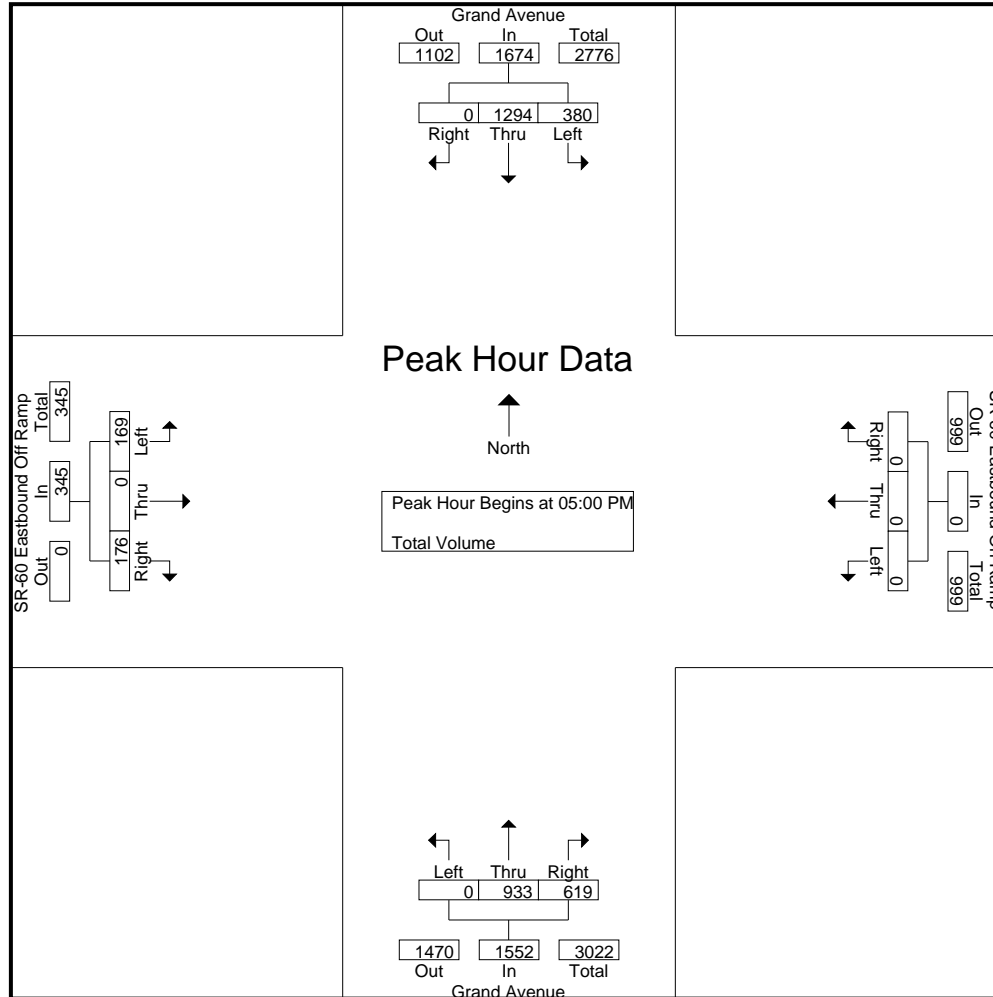 Grand Avenue
Out In Total
1102 1674 2776
0 1294 380
Right Thru Left
Peak Hour Data
North
Peak Hour Begins at 05:00 PM
Total Volume
SR-60 Eastbound Off Ramp
Total In Out
345 345 0
169 0 176
Left Thru Right
Right Thru Left
0 0 0
999 0 999
Out In Total
Left Thru Right
0 933 619
1470 1552 3022
Out In Total
Grand Avenue